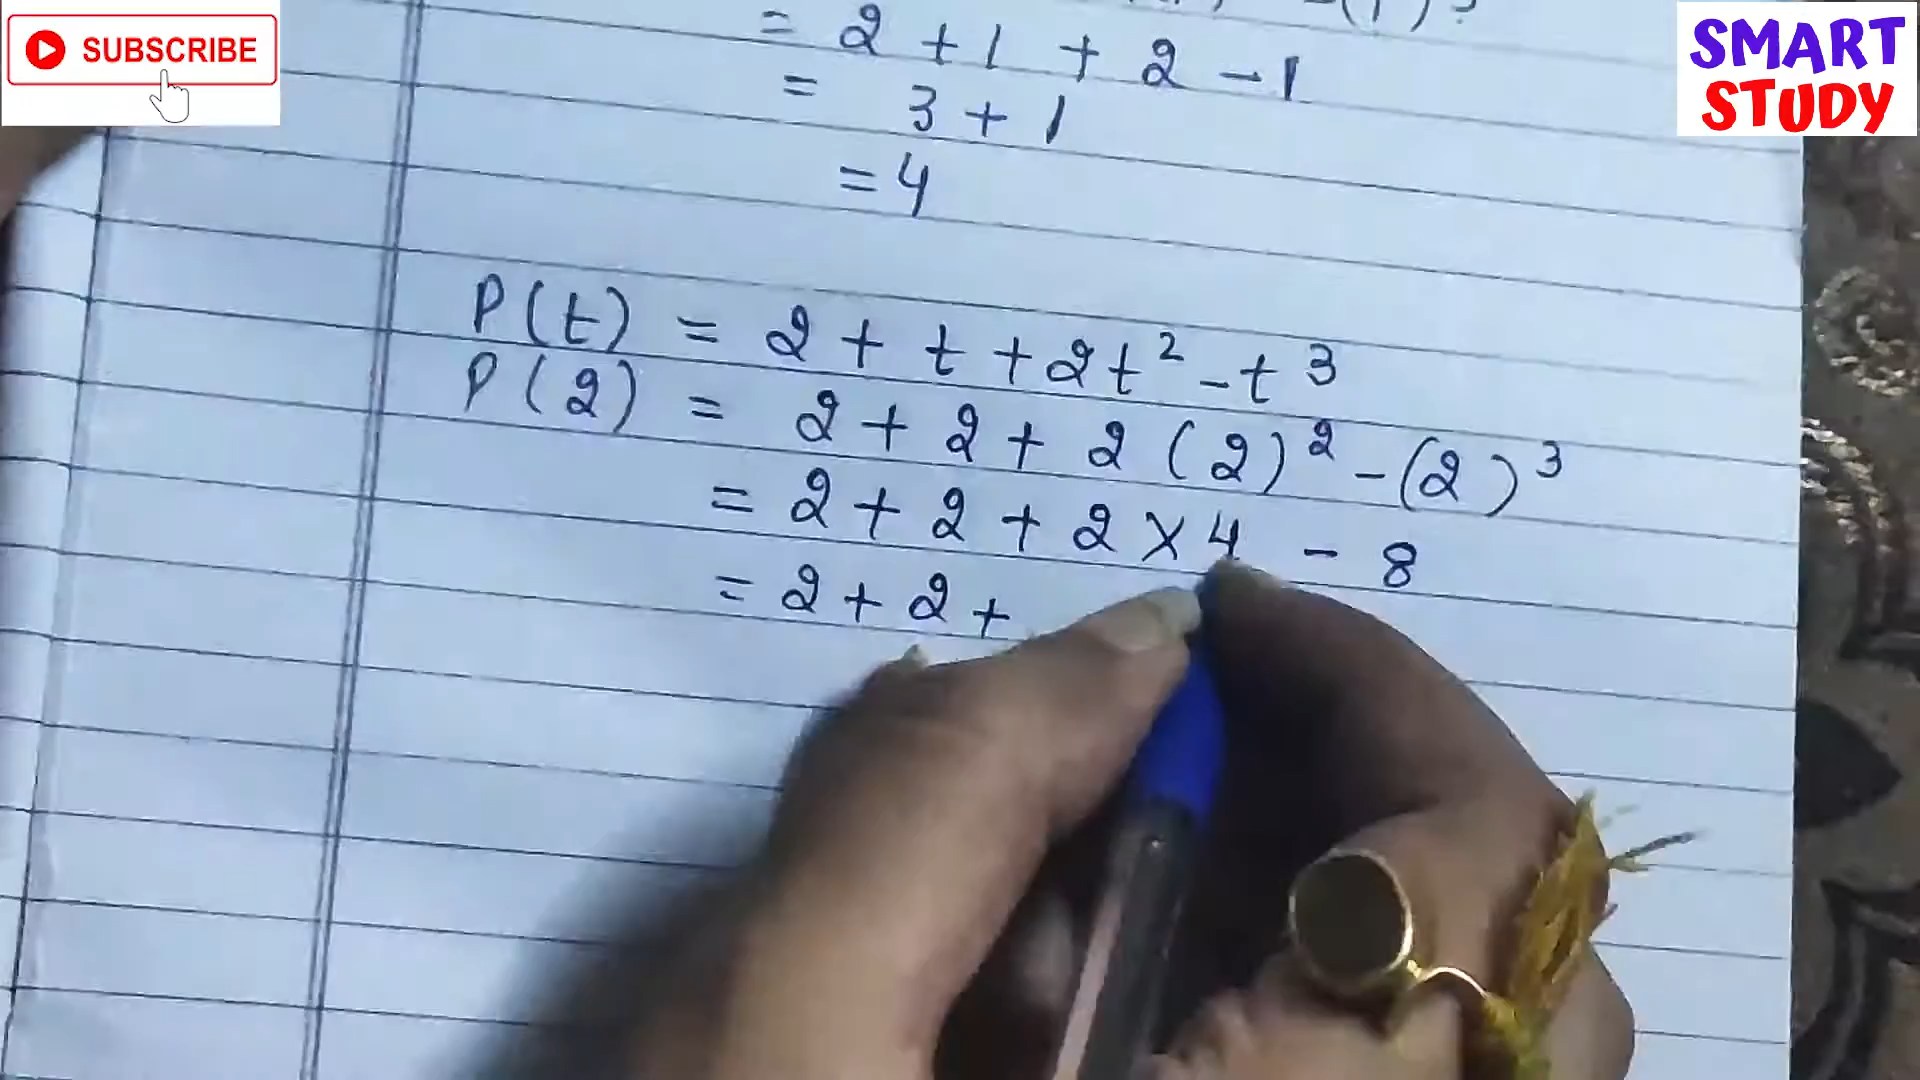 SUBSCRIBE
SMART
STUDY
= 2 + 1 + 2 - 1
= 3 + 1
= 4
P(t) = 2 + t + 2t² - t³
P(2) = 2 + 2 + 2(2)² - (2)³
= 2 + 2 + 2 × 4 - 8
= 2 + 2 +